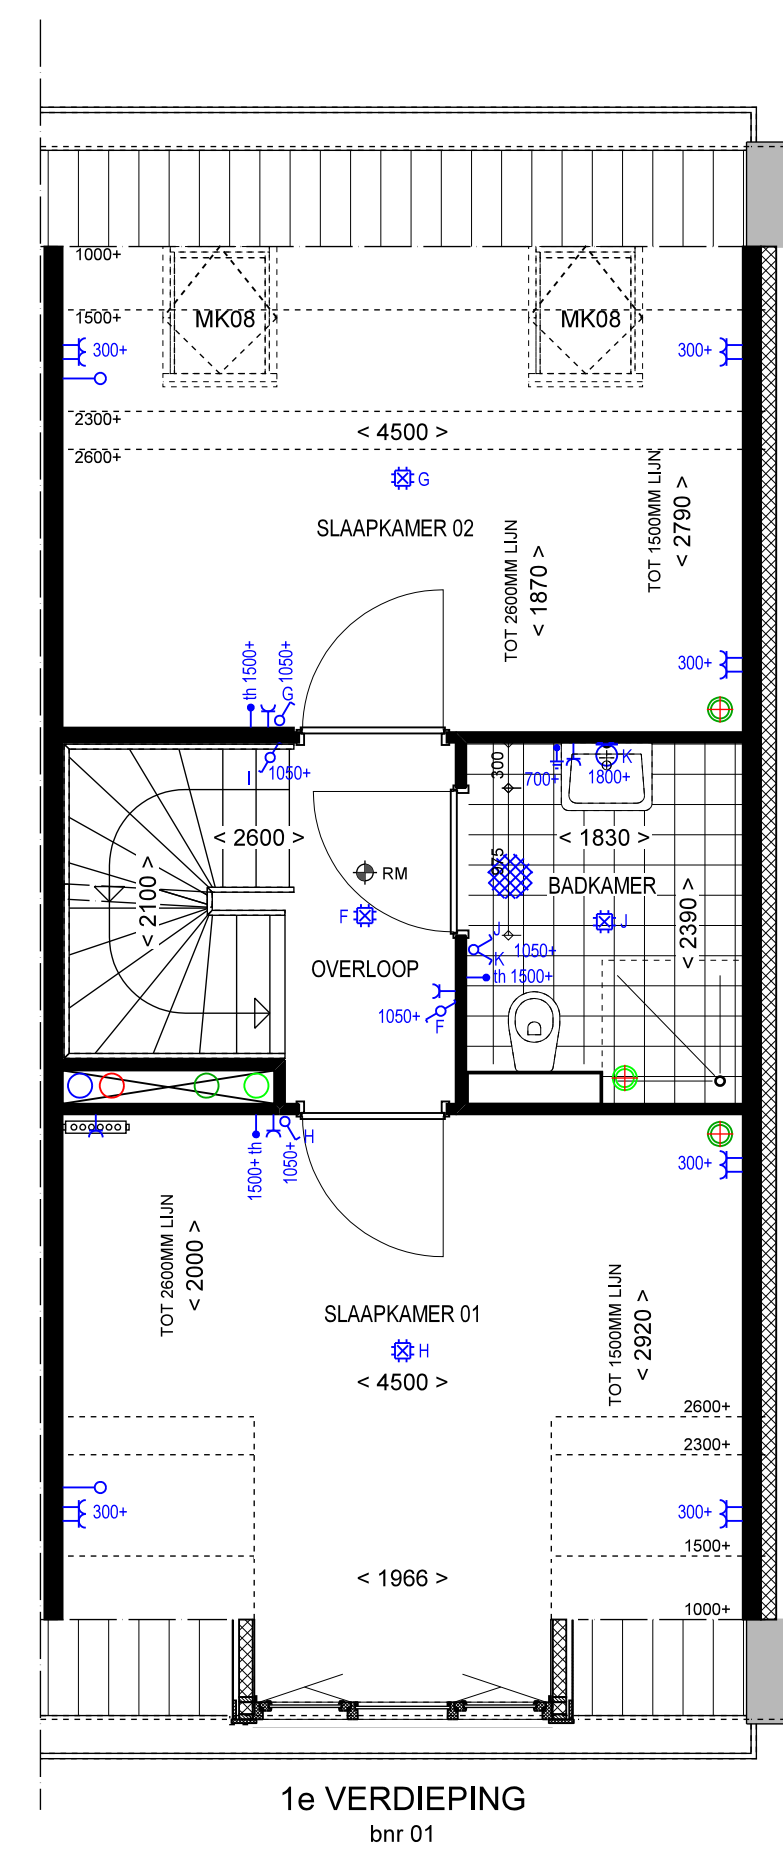 1000+
1500+
MK08
MK08
300+
300+
2300+
< 4500 >
2600+
G
SLAAPKAMER 02
TOT 1500MM LIJN
< 2790 >
TOT 2600MM LIJN
< 1870 >
th 1500+
G 1050+
300+
I
1050+
300
700+
1800+
K
< 2600 >
< 1830 >
975
RM
BADKAMER
< 2100 >
F
J
< 2390 >
J
1050+
K
th 1500+
OVERLOOP
1050+
F
1500+ th
1050+
H
300+
TOT 2600MM LIJN
< 2000 >
SLAAPKAMER 01
H
< 4500 >
TOT 1500MM LIJN
< 2920 >
2600+
2300+
300+
300+
1500+
< 1966 >
1000+
1e VERDIEPING
bnr 01